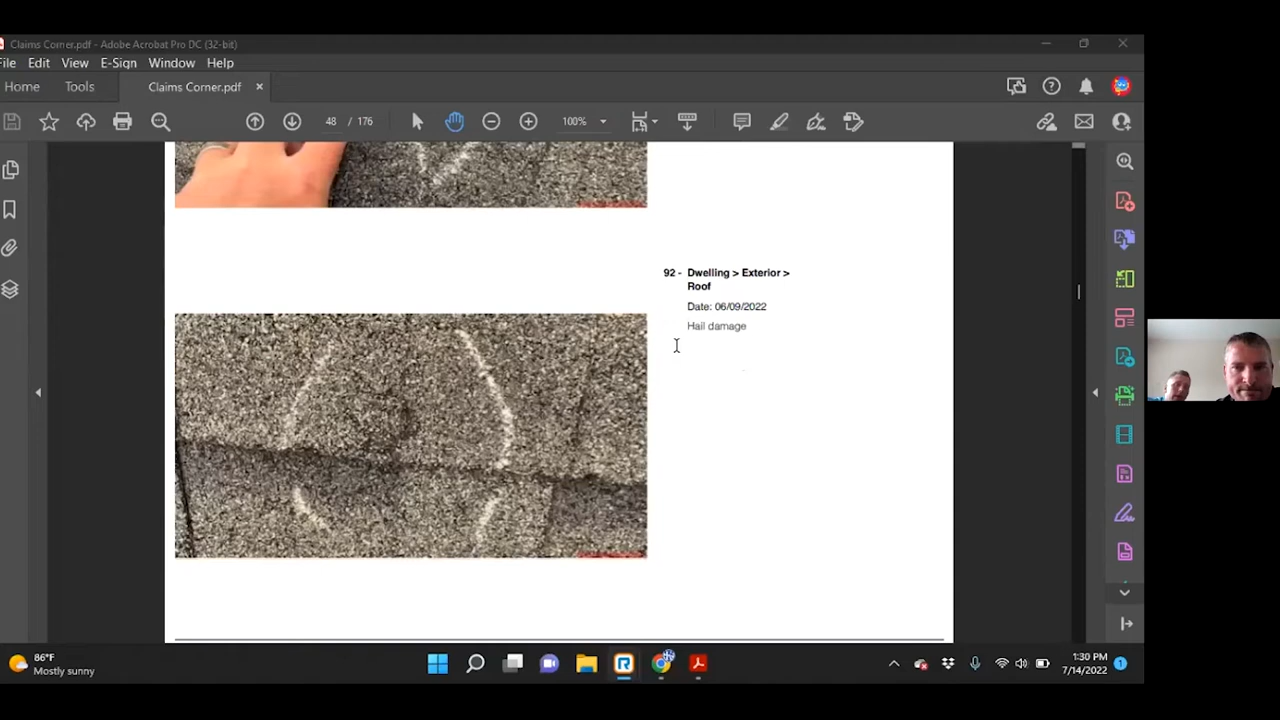 Claims Corner.pdf - Adobe Acrobat Pro DC (32-bit)
File Edit View E-Sign Window Help
Home Tools Claims Corner.pdf ×
48 / 176 100%
92 - Dwelling > Exterior >
Roof
Date: 06/09/2022
Hail damage
86°F
Mostly sunny
1:30 PM
7/14/2022 1